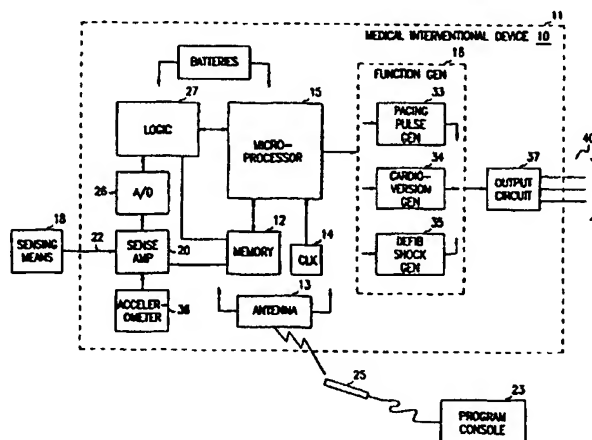 11
MEDICAL INTERVENTIONAL DEVICE 10
16
BATTERIES
FUNCTION GEN
27
15
33
LOGIC
MICRO-
PROCESSOR
PACING
PULSE GEN
34
37
40
26
A/D
CARDIO-
VERSION GEN
OUTPUT
CIRCUIT
18
12
14
35
SENSING
MEANS
22
SENSE
AMP
20
MEMORY
CLK
DEFIB
SHOCK
GEN
13
ACCELER-
OMETER
36
ANTENNA
25
23
PROGRAM
CONSOLE